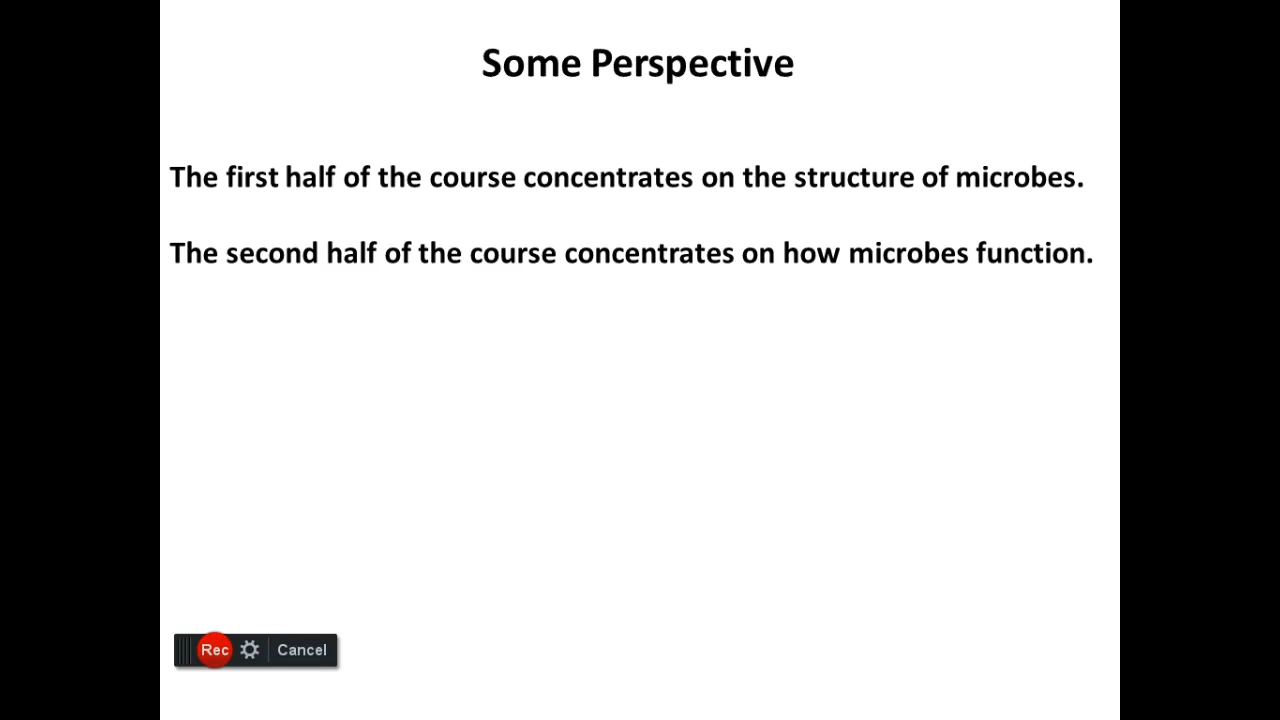 Some Perspective
The first half of the course concentrates on the structure of microbes.
The second half of the course concentrates on how microbes function.
Rec Cancel